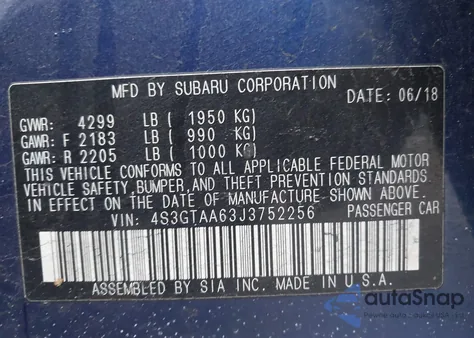 MFD BY SUBARU CORPORATION
DATE: 06/18
GVWR: 4299 LB ( 1950 KG)
GAWR: F 2183 LB ( 990 KG)
GAWR: R 2205 LB ( 1000 KG)
THIS VEHICLE CONFORMS TO ALL APPLICABLE FEDERAL MOTOR
VEHICLE SAFETY,BUMPER,AND THEFT PREVENTION STANDARDS
IN EFFECT ON THE DATE OF MANUFACTURE SHOWN ABOVE.
VIN: 4S3GTAA63J3752256 PASSENGER CAR
ASSEMBLED BY SIA INC. MADE IN U.S.A.
autoSnap